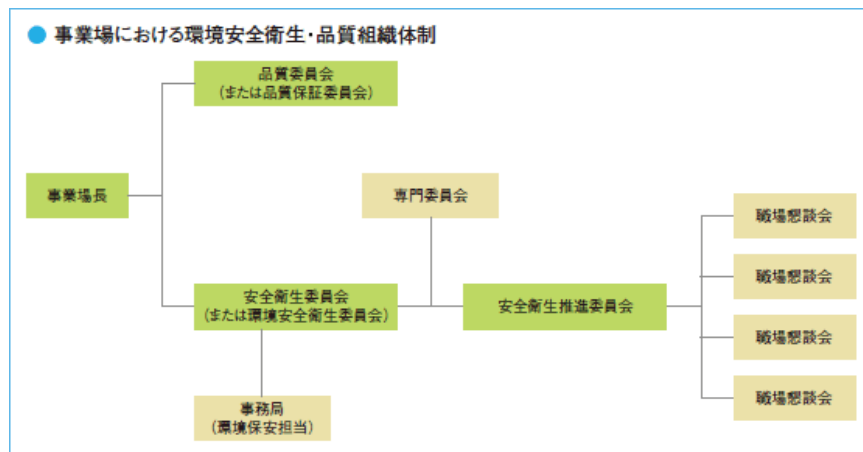 ● 事業場における環境安全衛生・品質組織体制
品質委員会
(または品質保証委員会)
事業場長
専門委員会
職場懇談会
職場懇談会
安全衛生委員会
(または環境安全衛生委員会)
安全衛生推進委員会
職場懇談会
職場懇談会
事務局
(環境保安担当)